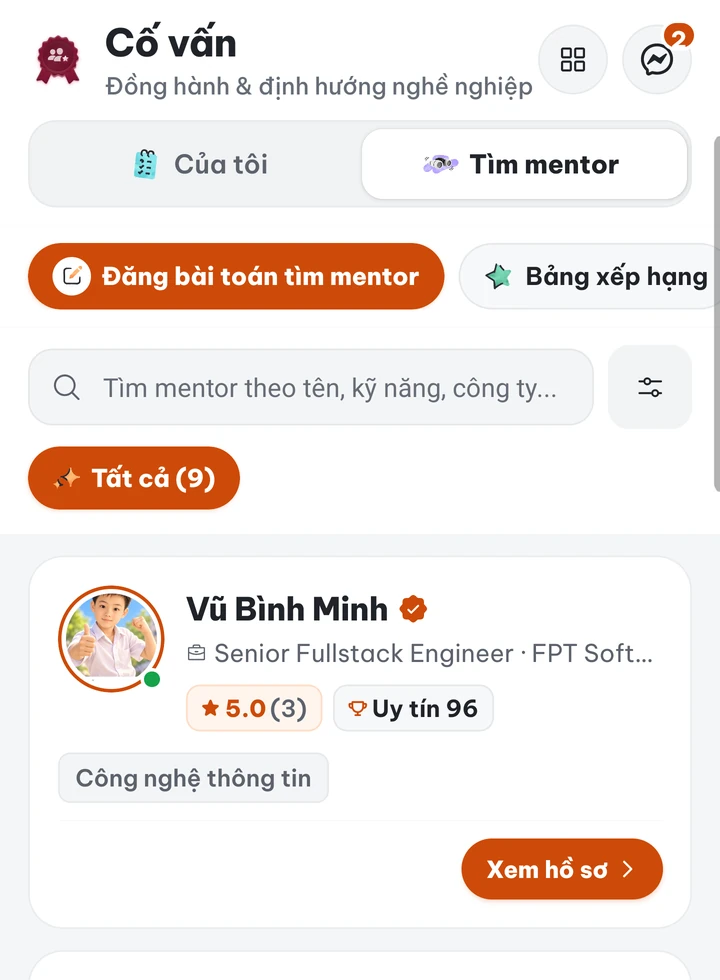 Cố vấn
Đồng hành & định hướng nghề nghiệp
2
Của tôi
Tìm mentor
Đăng bài toán tìm mentor
Bảng xếp hạng
Tìm mentor theo tên, kỹ năng, công ty...
Tất cả (9)
Vũ Bình Minh
Senior Fullstack Engineer · FPT Soft...
5.0 (3)
Uy tín 96
Công nghệ thông tin
Xem hồ sơ